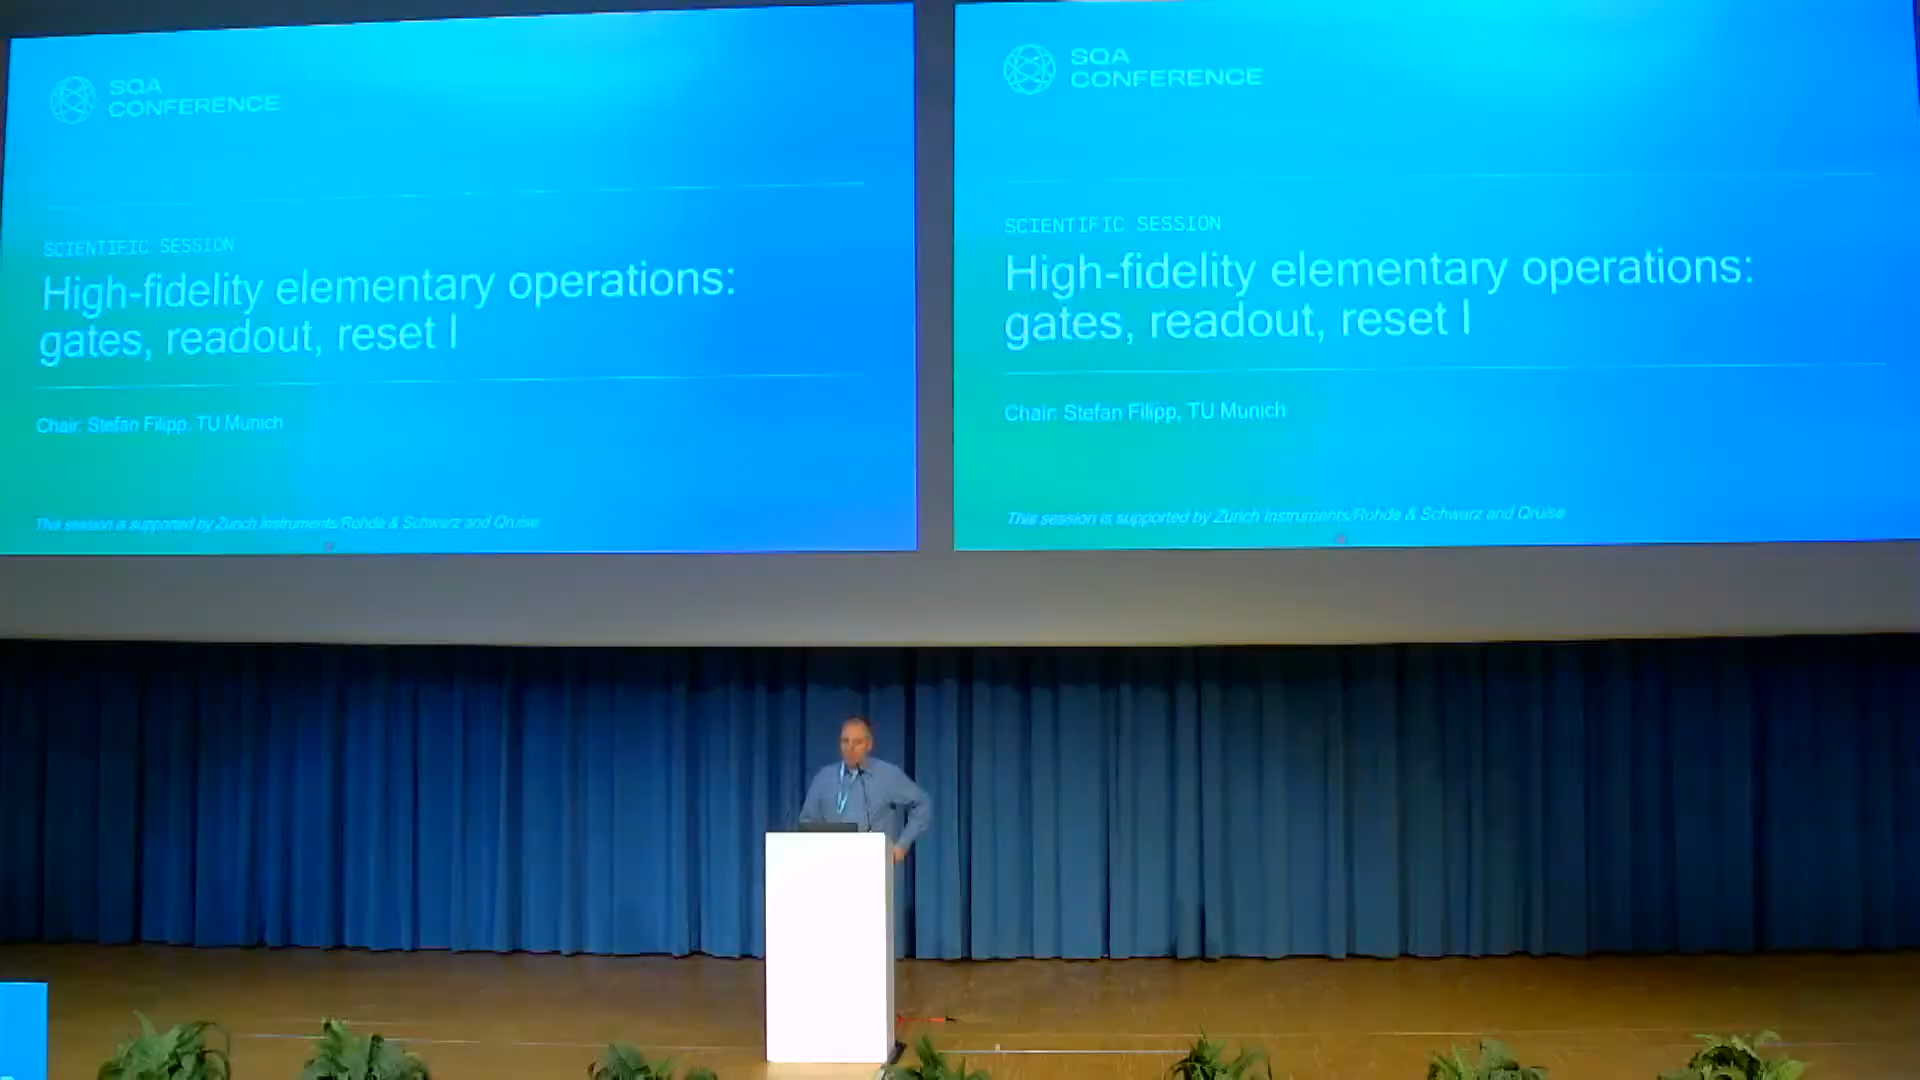 SQA
CONFERENCE
SCIENTIFIC SESSION
High-fidelity elementary operations:
gates, readout, reset I
Chair: Stefan Filipp, TU Munich
This session is supported by Zurich Instruments/Rohde & Schwarz and Qruise
SQA
CONFERENCE
SCIENTIFIC SESSION
High-fidelity elementary operations:
gates, readout, reset I
Chair: Stefan Filipp, TU Munich
This session is supported by Zurich Instruments/Rohde & Schwarz and Qruise